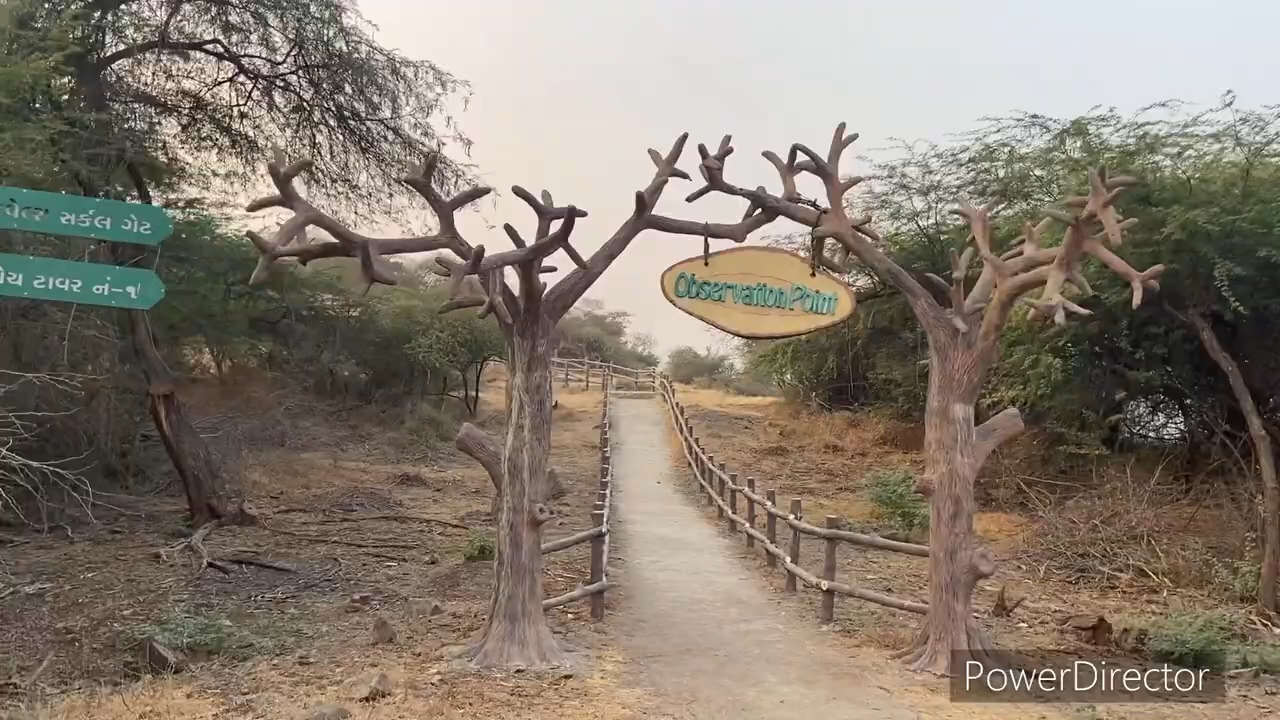 સર્કલ ગેટ
ટાવર નં-૧
Observation Point
PowerDirector